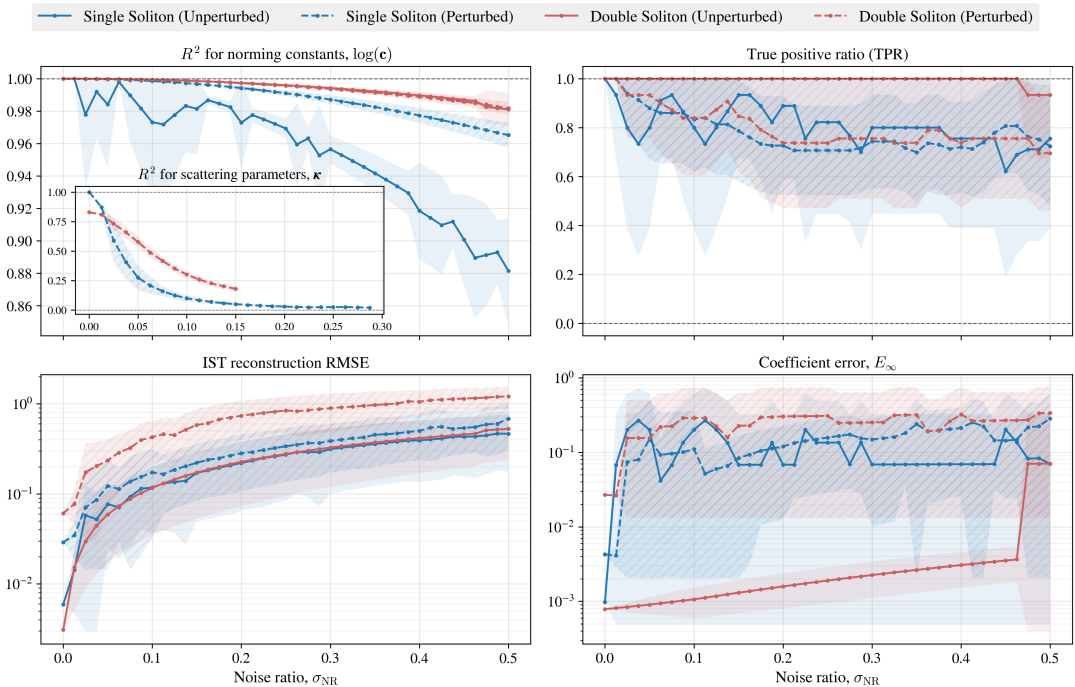 Single Soliton (Unperturbed) Single Soliton (Perturbed) Double Soliton (Unperturbed) Double Soliton (Perturbed)
R² for norming constants, log(c)
1.00
0.98
0.96
0.94
0.92
0.90
0.88
0.86
R² for scattering parameters, κ
1.00
0.75
0.50
0.25
0.00
0.00 0.05 0.10 0.15 0.20 0.25 0.30
True positive ratio (TPR)
1.0
0.8
0.6
0.4
0.2
0.0
IST reconstruction RMSE
10⁰
10⁻¹
10⁻²
0.0 0.1 0.2 0.3 0.4 0.5
Noise ratio, σNR
Coefficient error, E∞
10⁰
10⁻¹
10⁻²
10⁻³
0.0 0.1 0.2 0.3 0.4 0.5
Noise ratio, σNR